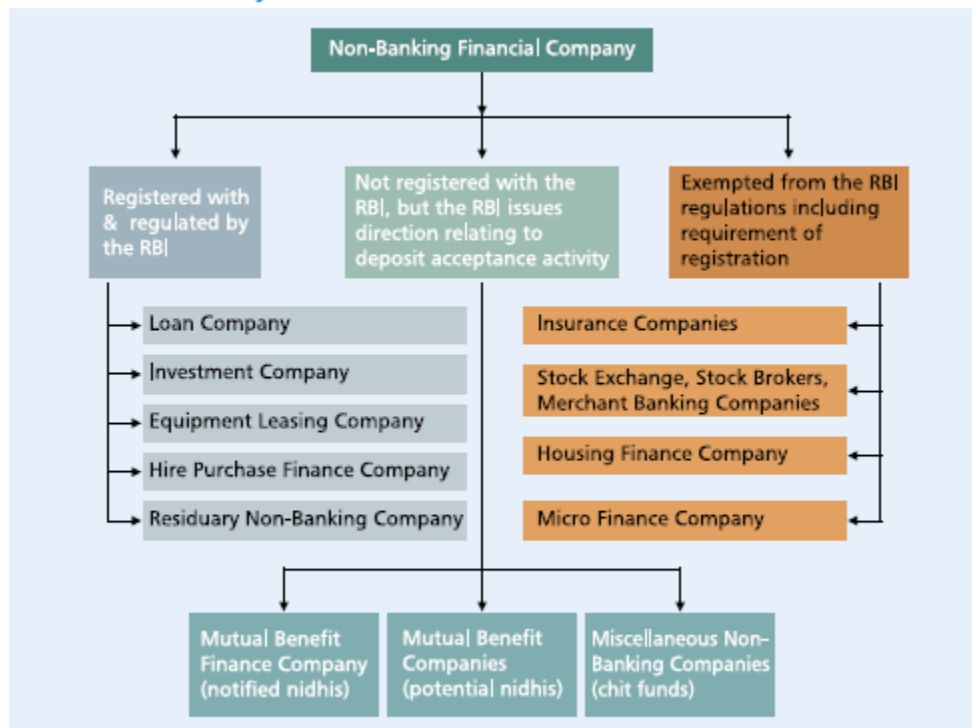 Non-Banking Financial Company
Registered with
& regulated by
the RBI
Not registered with the
RBI, but the RBI issues
direction relating to
deposit acceptance activity
Exempted from the RBI
regulations including
requirement of
registration
Loan Company
Investment Company
Equipment Leasing Company
Hire Purchase Finance Company
Residuary Non-Banking Company
Insurance Companies
Stock Exchange, Stock Brokers,
Merchant Banking Companies
Housing Finance Company
Micro Finance Company
Mutual Benefit
Finance Company
(notified nidhis)
Mutual Benefit
Companies
(potential nidhis)
Miscellaneous Non-
Banking Companies
(chit funds)